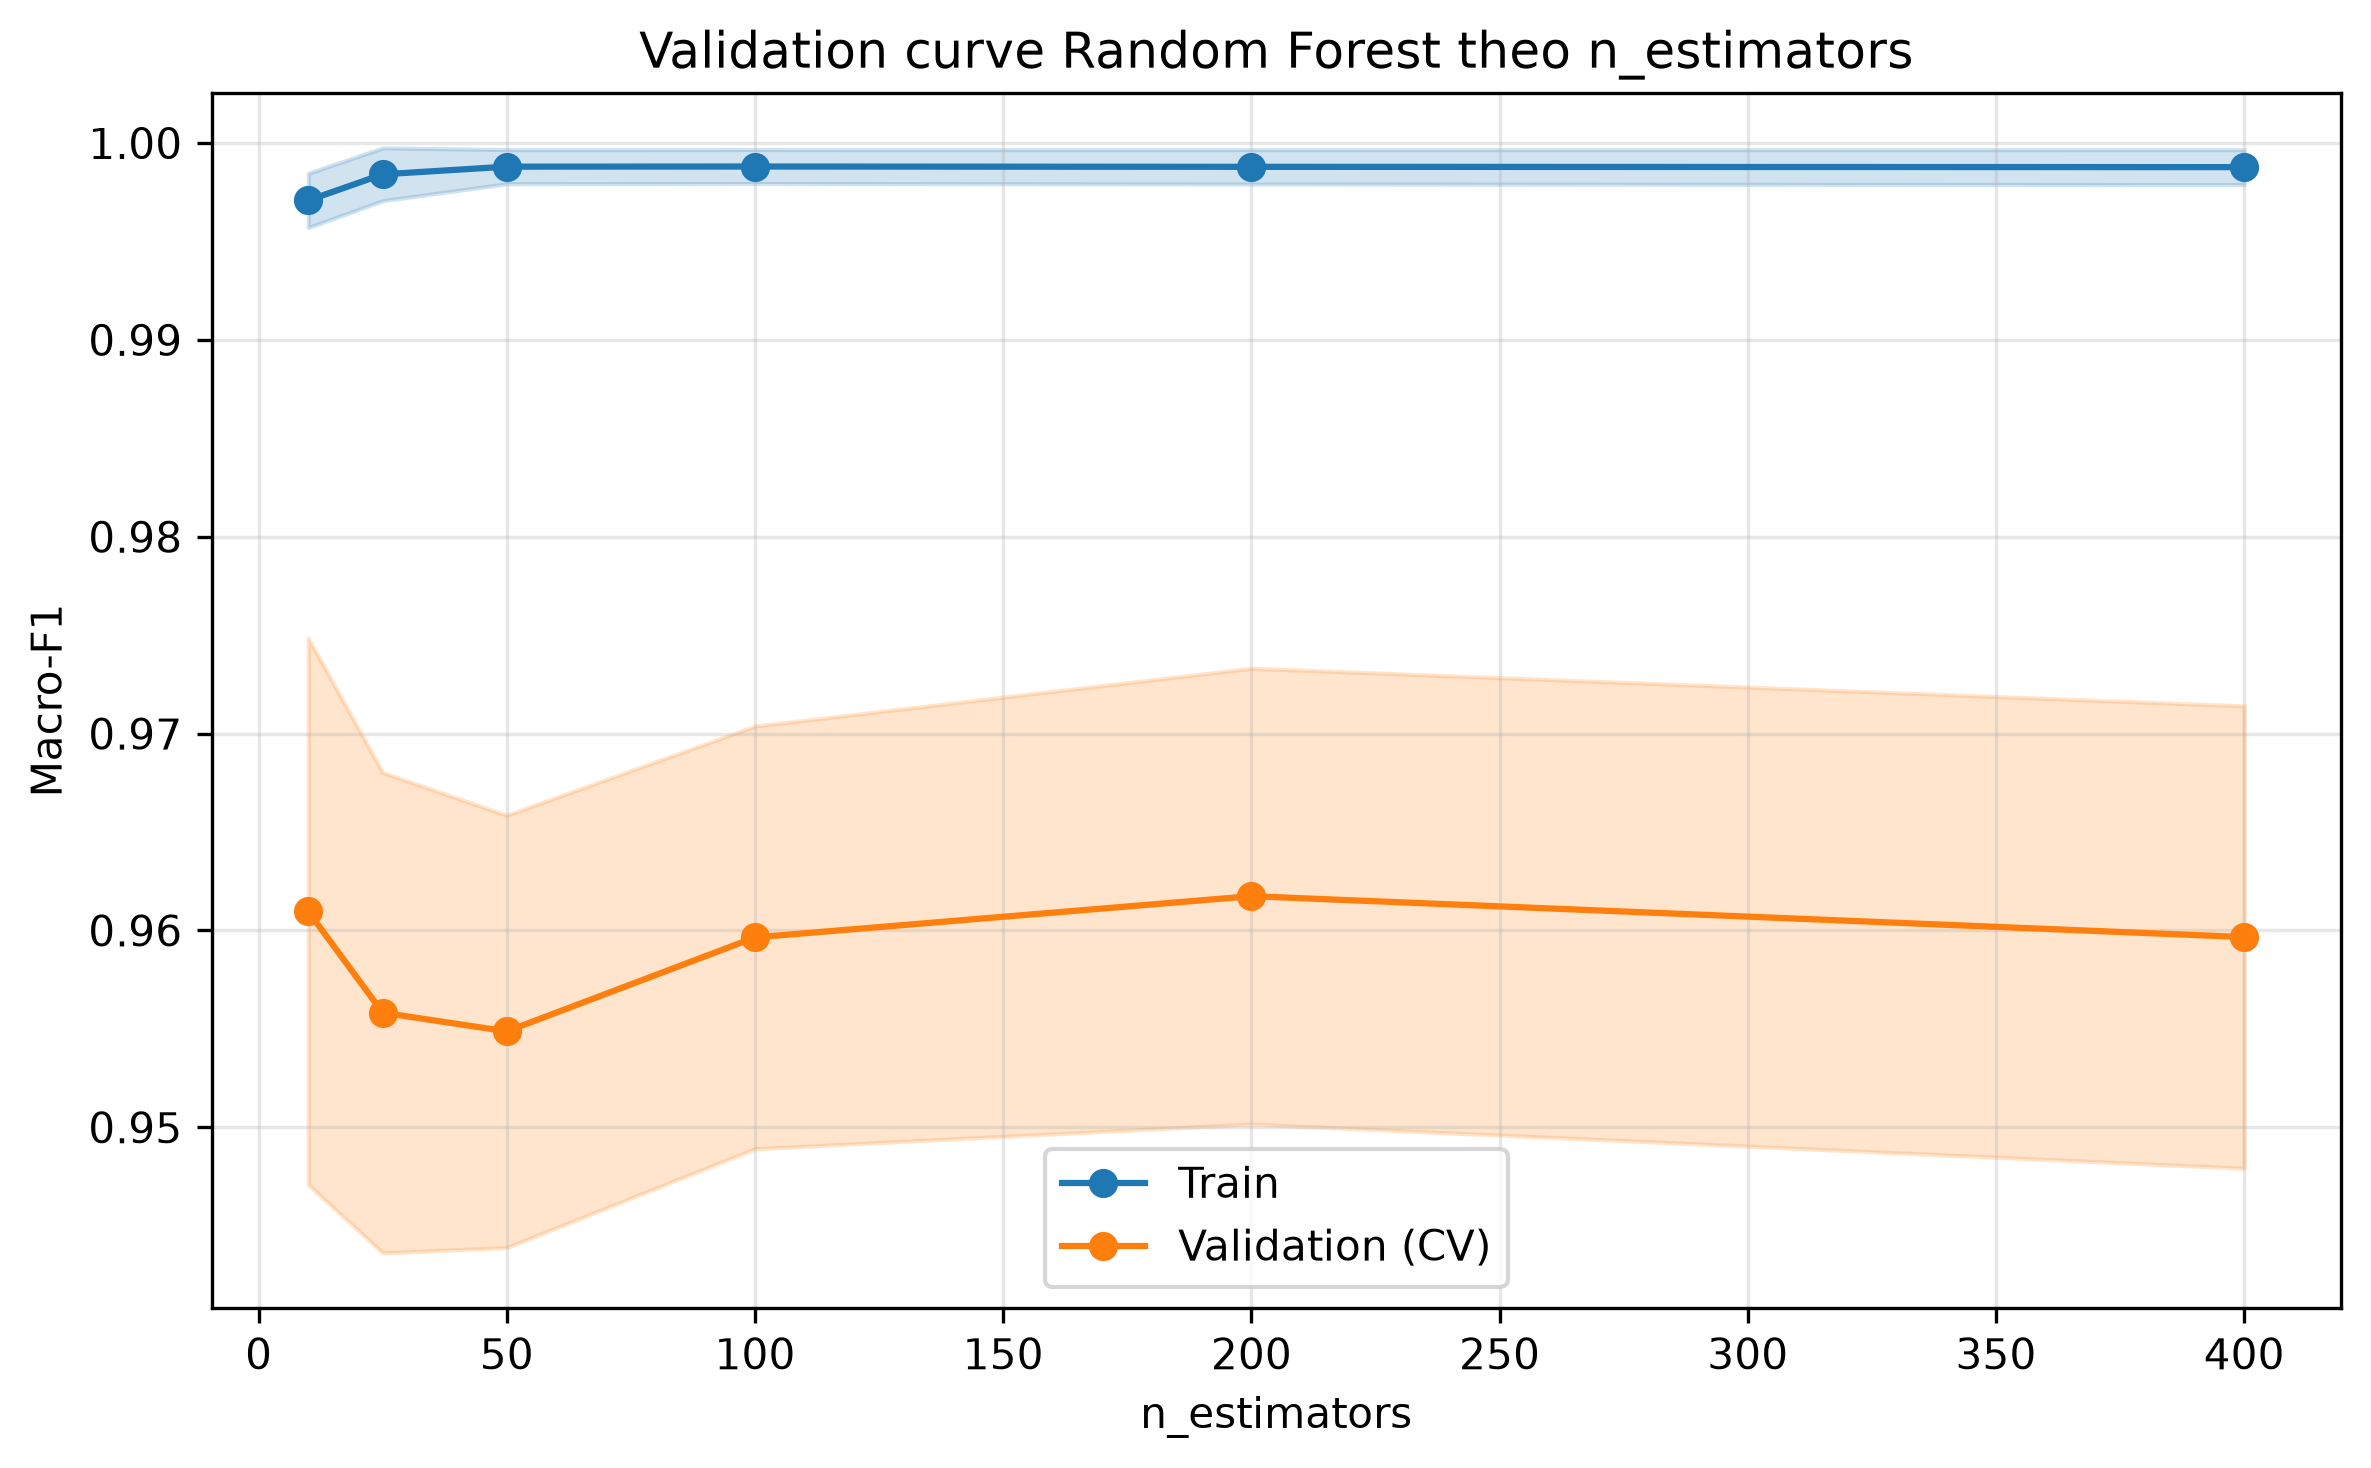 Validation curve Random Forest theo n_estimators
1.00
0.99
0.98
0.97
0.96
0.95
Macro-F1
Train
Validation (CV)
0 50 100 150 200 250 300 350 400
n_estimators